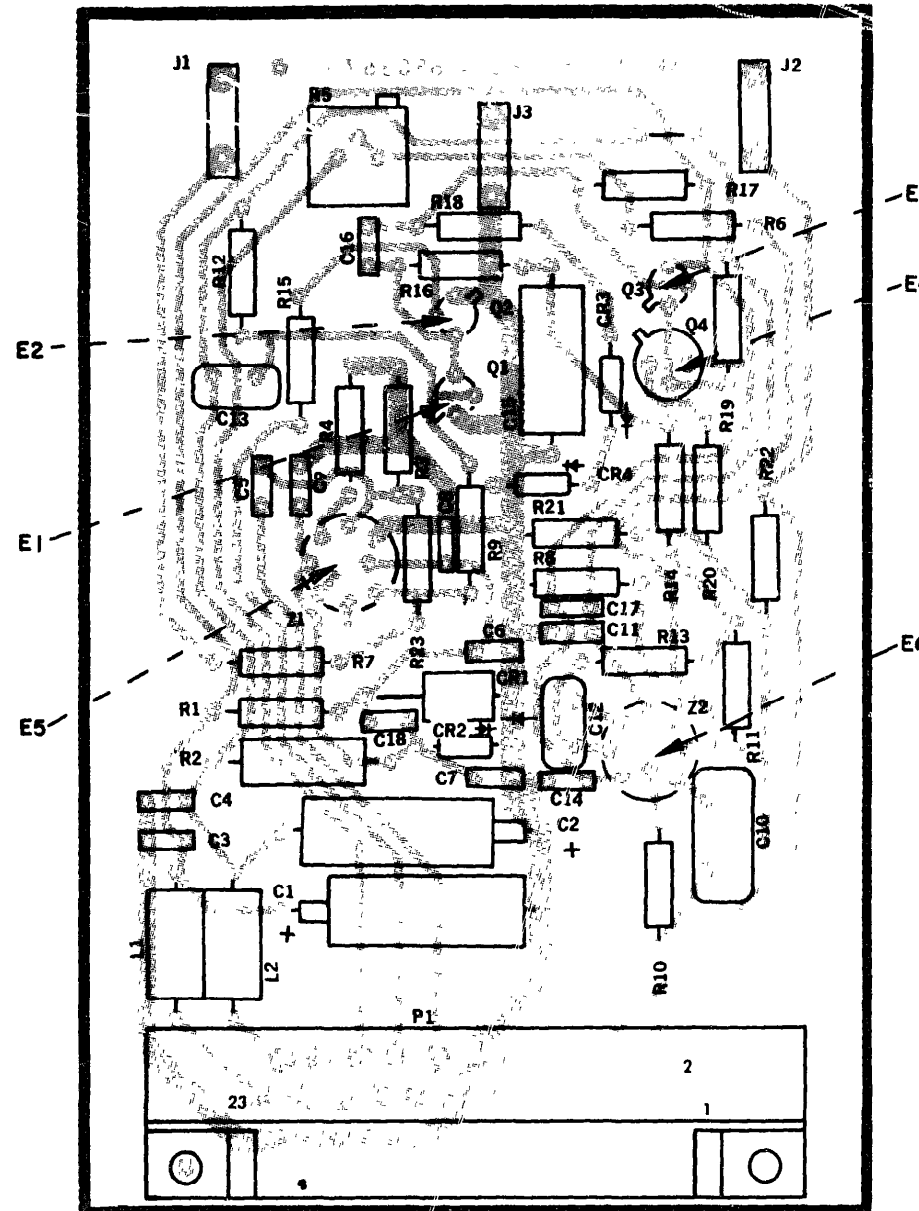 J1
J2
R5
J3
R17
R18
R6
C16
R12
R15
R16
Q3
Q2
CR3
Q4
E2
Q1
C13
R4
R19
R22
CR4
C9
R21
E1
R9
R8
R14
R20
C17
Z1
C11
C6
R23
R13
E6
R7
CR1
R1
Z2
E5
C18
CR2
C12
R11
R2
C7
C14
C4
C2
+
C3
C10
C1
+
L1
L2
R10
P1
2
23
1